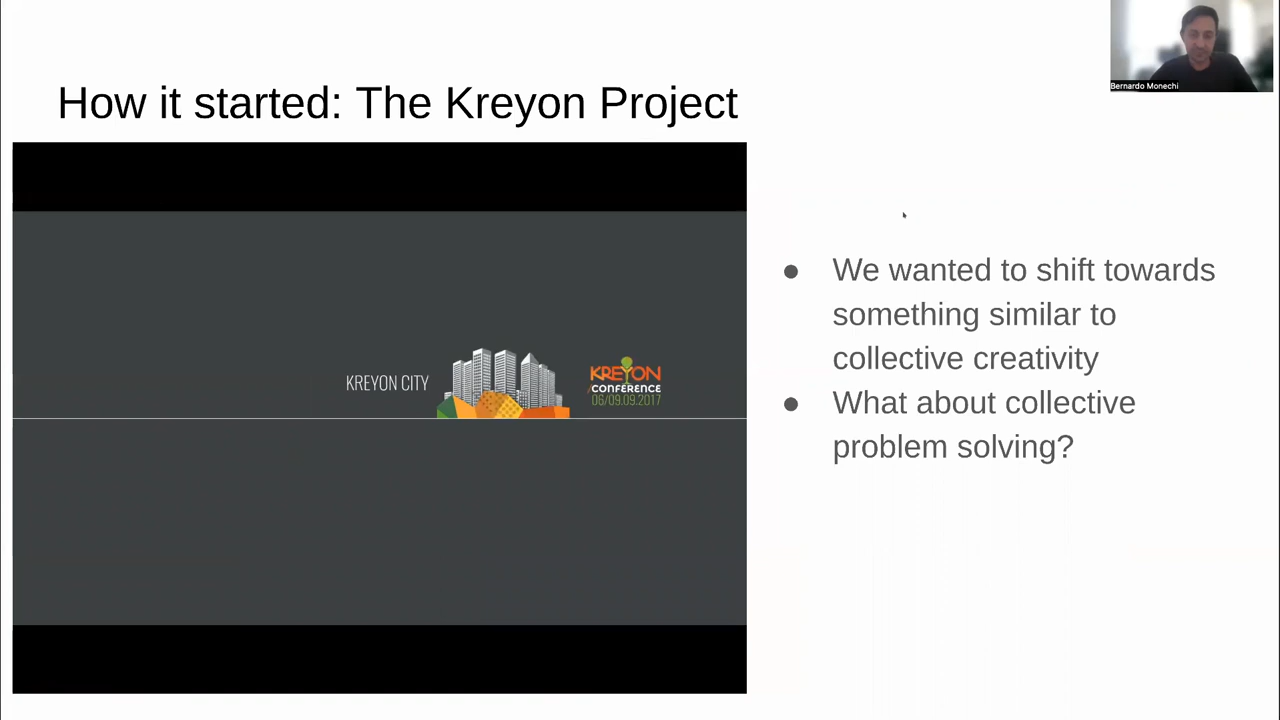 Bernardo Monechi
How it started: The Kreyon Project
KREYON CITY
KREYON
CONFERENCE
06/09.09.2017
● We wanted to shift towards
something similar to
collective creativity
● What about collective
problem solving?